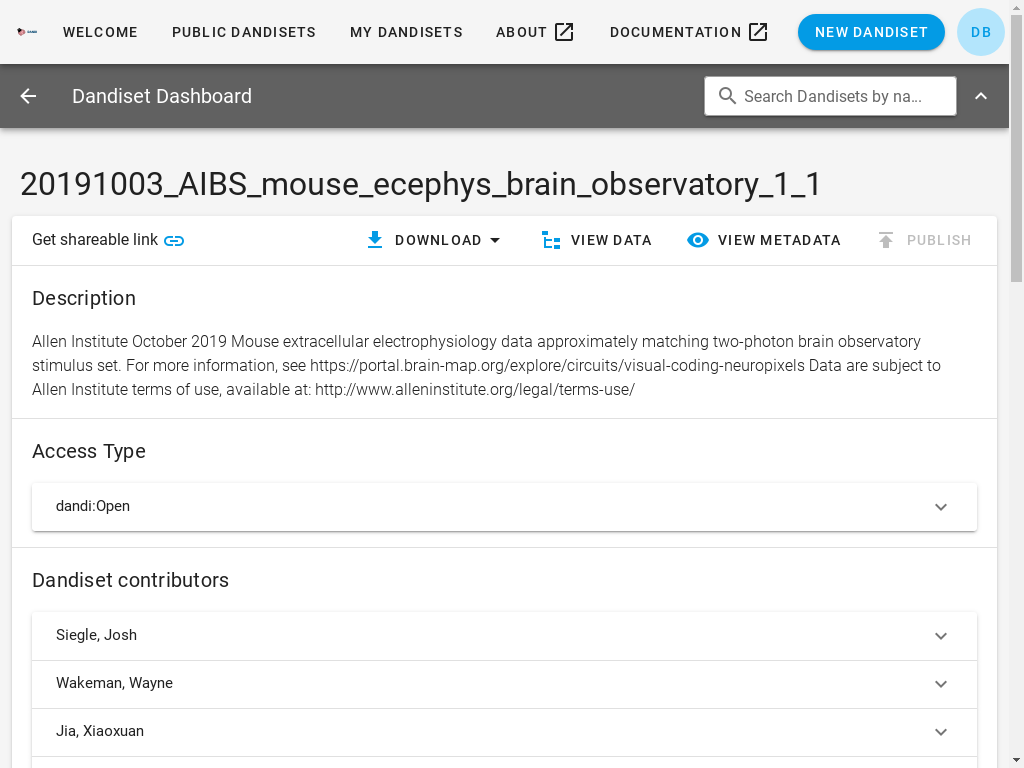 WELCOME PUBLIC DANDISETS MY DANDISETS ABOUT DOCUMENTATION NEW DANDISET DB
Dandiset Dashboard Search Dandisets by na...
20191003_AIBS_mouse_ecephys_brain_observatory_1_1
Get shareable link DOWNLOAD VIEW DATA VIEW METADATA PUBLISH
Description
Allen Institute October 2019 Mouse extracellular electrophysiology data approximately matching two-photon brain observatory
stimulus set. For more information, see https://portal.brain-map.org/explore/circuits/visual-coding-neuropixels Data are subject to
Allen Institute terms of use, available at: http://www.alleninstitute.org/legal/terms-use/
Access Type
dandi:Open
Dandiset contributors
Siegle, Josh
Wakeman, Wayne
Jia, Xiaoxuan